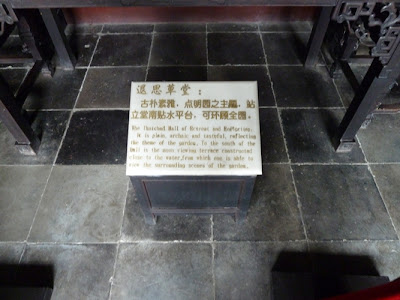 退思草堂：
古朴素雅，点明园之主题，站
立堂前贴水平台，可环顾全园。
The Thatched Hall of Retreat and Meditation:
It is plain, archaic and tasteful, reflecting
the theme of the garden. To the south of the
hall is the moon viewing terrace constructed
close to the water, from which one is able to
view the surrounding scenes of the garden.